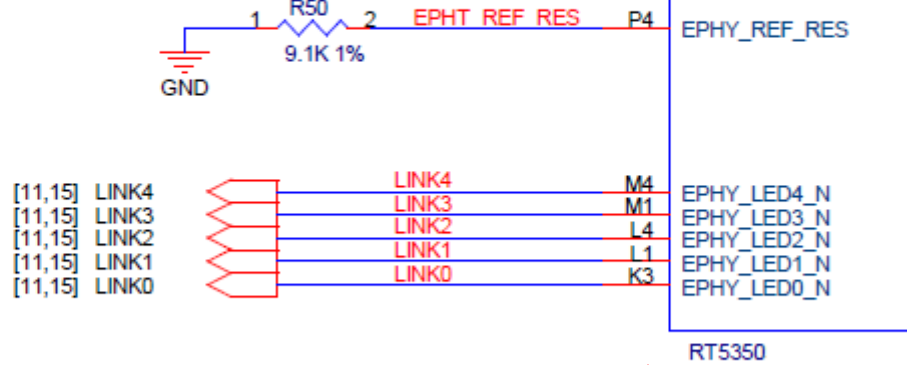 R50
1 2 EPHT_REF_RES P4 EPHY_REF_RES
9.1K 1%
GND
[11,15] LINK4 LINK4 M4 EPHY_LED4_N
[11,15] LINK3 LINK3 M1 EPHY_LED3_N
[11,15] LINK2 LINK2 L4 EPHY_LED2_N
[11,15] LINK1 LINK1 L1 EPHY_LED1_N
[11,15] LINK0 LINK0 K3 EPHY_LED0_N
RT5350